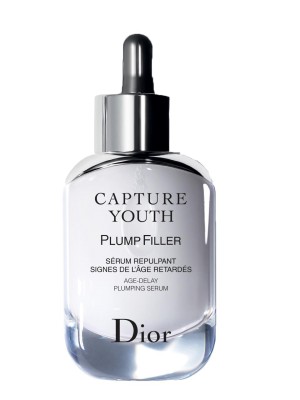 CAPTURE
YOUTH
PLUMP FILLER
SÉRUM REPULPANT
SIGNES DE L'ÂGE RETARDÉS
AGE-DELAY
PLUMPING SERUM
Dior